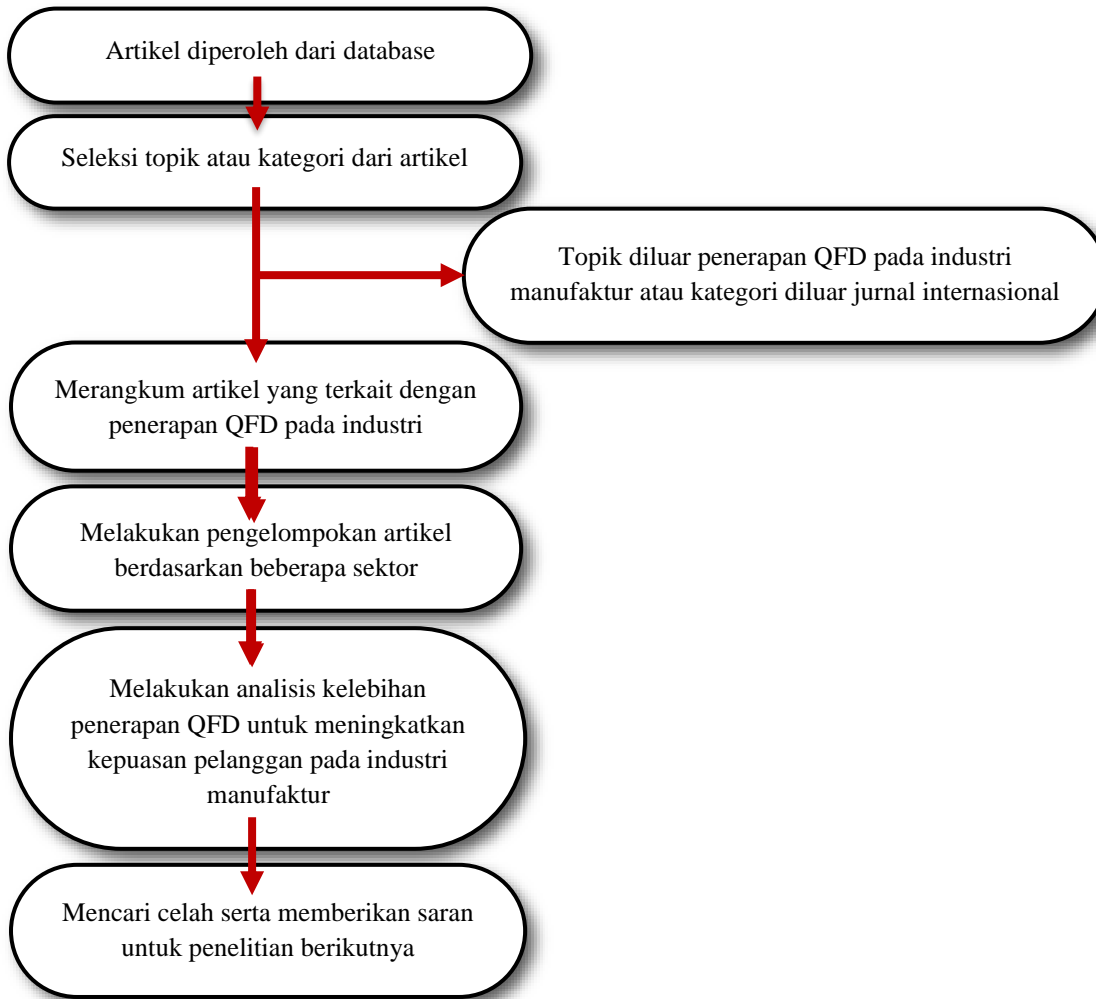 Artikel diperoleh dari database
Seleksi topik atau kategori dari artikel
Topik diluar penerapan QFD pada industri
manufaktur atau kategori diluar jurnal internasional
Merangkum artikel yang terkait dengan
penerapan QFD pada industri
Melakukan pengelompokan artikel
berdasarkan beberapa sektor
Melakukan analisis kelebihan
penerapan QFD untuk meningkatkan
kepuasan pelanggan pada industri
manufaktur
Mencari celah serta memberikan saran
untuk penelitian berikutnya